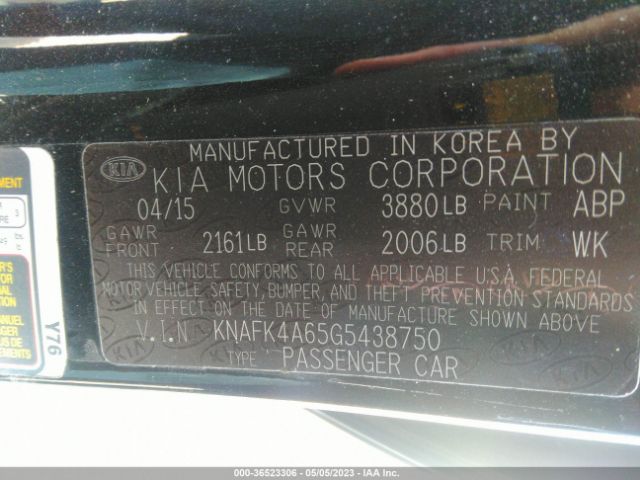 MANUFACTURED IN KOREA BY
KIA KIA MOTORS CORPORATION
04/15 GVWR 3880LB PAINT ABP
GAWR FRONT 2161LB GAWR REAR 2006LB TRIM WK
THIS VEHICLE CONFORMS TO ALL APPLICABLE U.S.A. FEDERAL
MOTOR VEHICLE SAFETY, BUMPER, AND THEFT PREVENTION STANDARDS
IN EFFECT ON THE DATE OF MANUFACTURE SHOWN ABOVE
V.I.N KNAFK4A65G5438750
TYPE PASSENGER CAR
3
Y76
000-36523306 - 05/05/2023 - © IAA Inc.